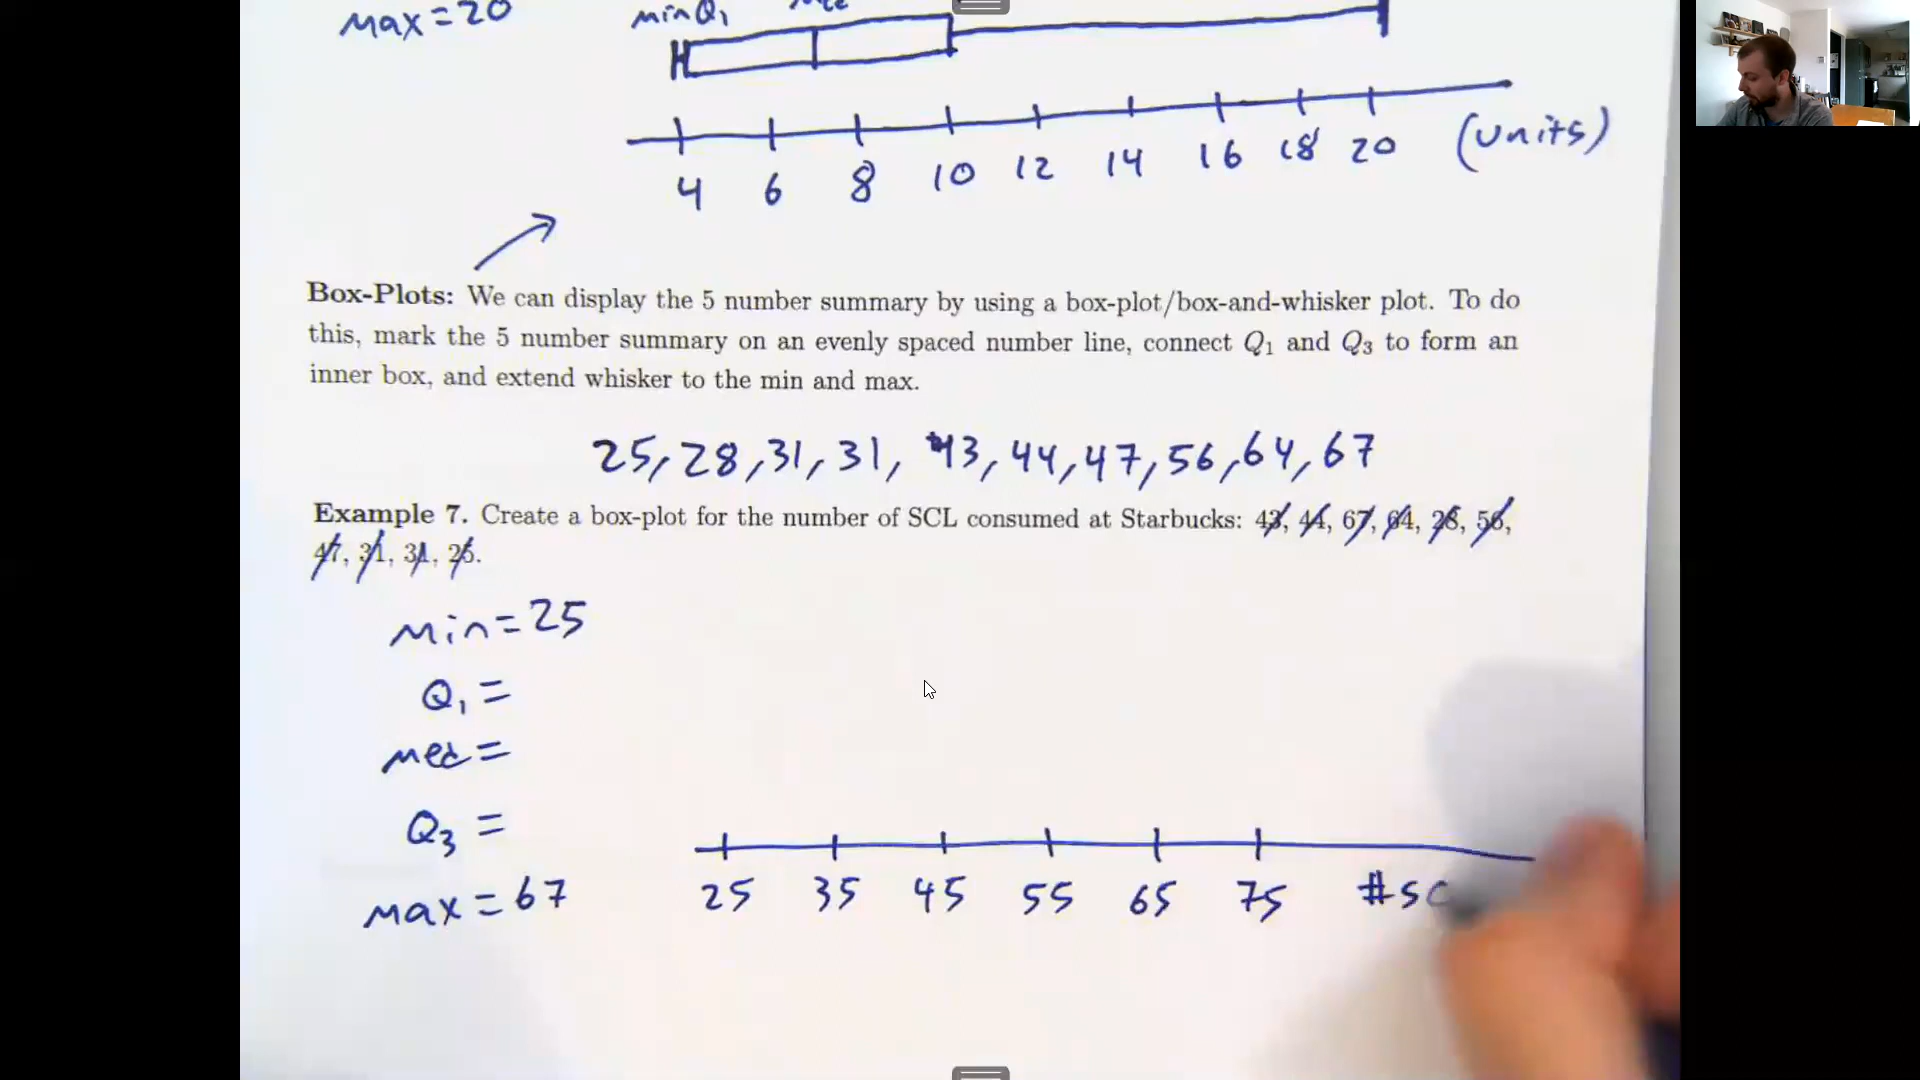 max=20
min Q1
4 6 8 10 12 14 16 18 20 (units)
Box-Plots: We can display the 5 number summary by using a box-plot/box-and-whisker plot. To do
this, mark the 5 number summary on an evenly spaced number line, connect Q1 and Q3 to form an
inner box, and extend whisker to the min and max.
25, 28, 31, 31, 43, 44, 47, 56, 64, 67
Example 7. Create a box-plot for the number of SCL consumed at Starbucks: 43, 44, 67, 64, 28, 56,
47, 31, 31, 25.
min=25
Q1 =
med=
Q3 =
max=67
25 35 45 55 65 75 #SC